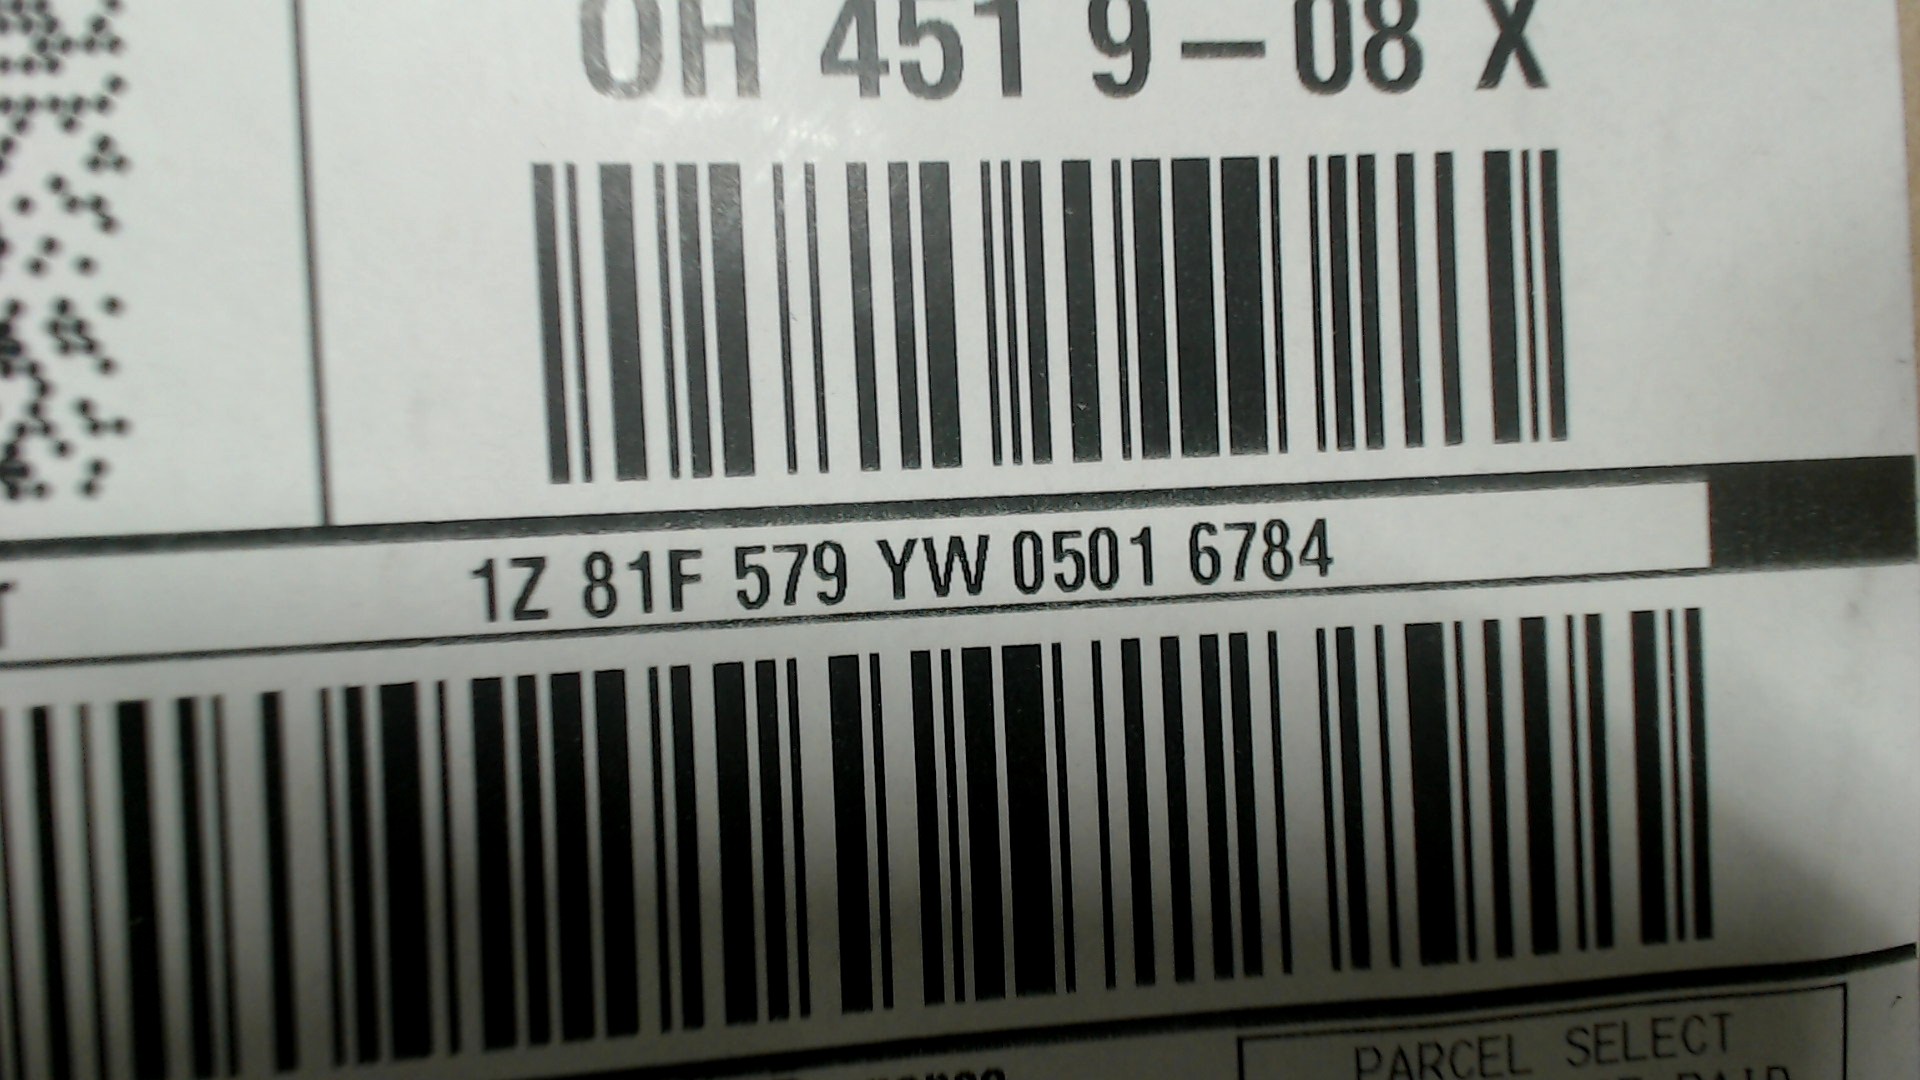 OH 451 9-08 X
1Z 81F 579 YW 0501 6784
PARCEL SELECT